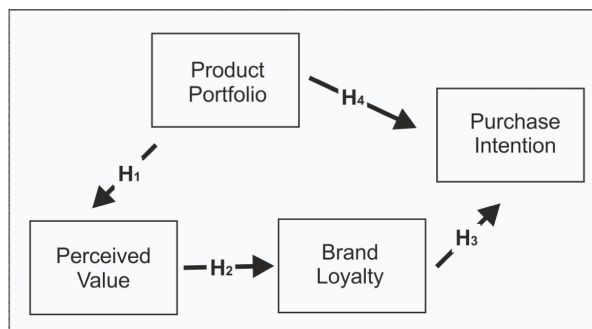 Product
Portfolio
H4
Purchase
Intention
H1
Perceived
Value
H2
Brand
Loyalty
H3